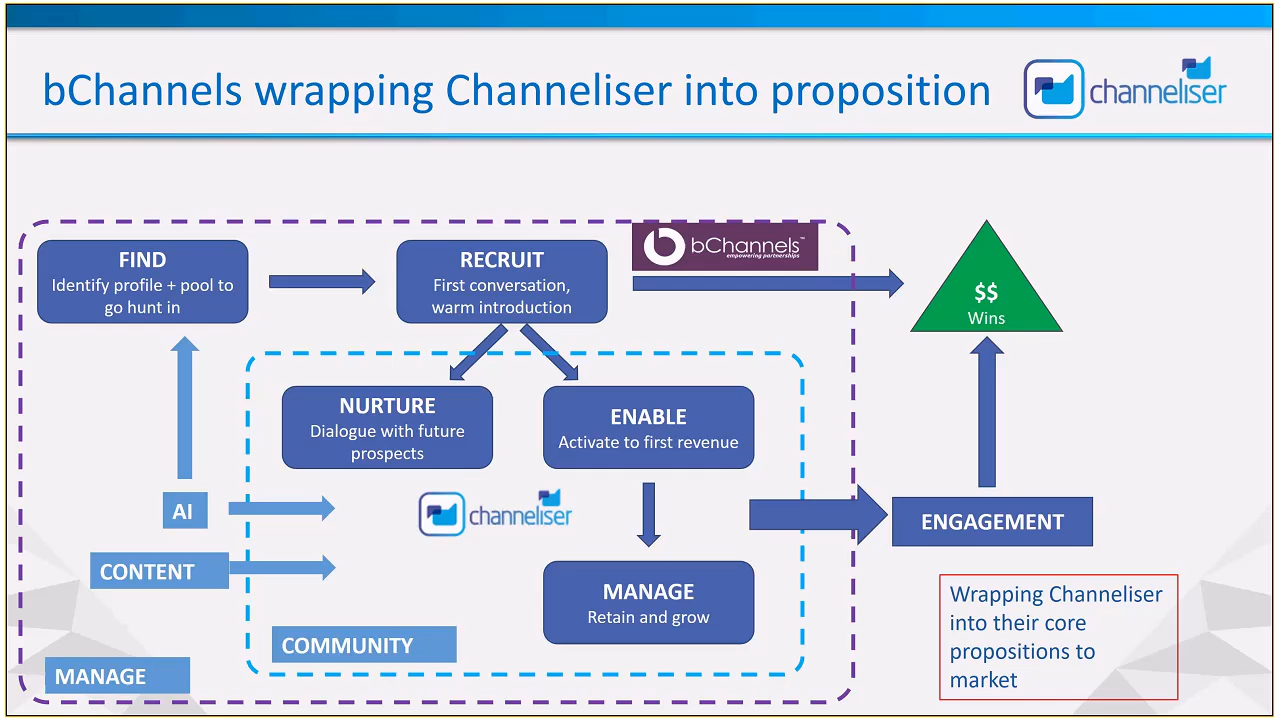 bChannels wrapping Channeliser into proposition
channeliser
bChannels™
empowering partnerships
FIND
Identify profile + pool to
go hunt in
RECRUIT
First conversation,
warm introduction
$$
Wins
NURTURE
Dialogue with future
prospects
ENABLE
Activate to first revenue
AI
channeliser
ENGAGEMENT
CONTENT
MANAGE
Retain and grow
COMMUNITY
MANAGE
Wrapping Channeliser
into their core
propositions to
market